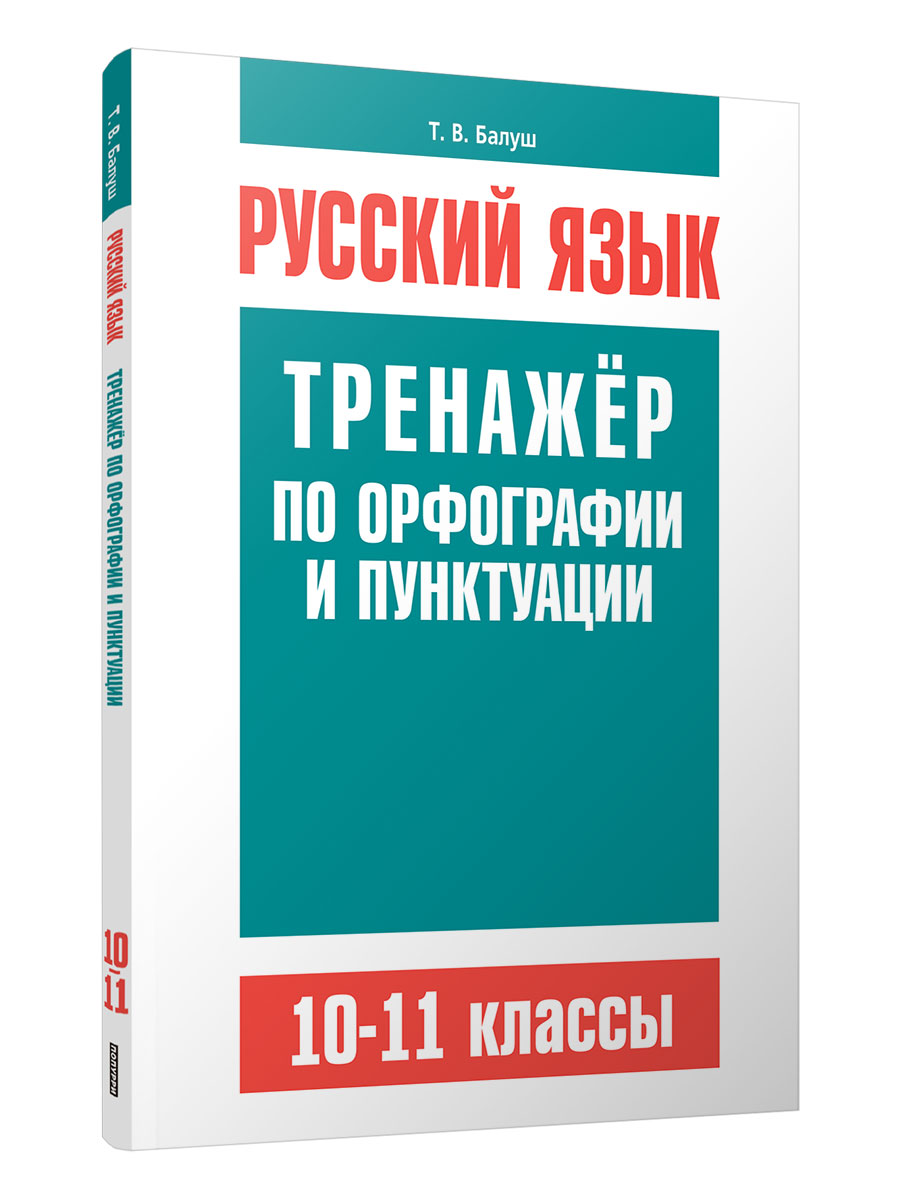 Т. В. Балуш
РУССКИЙ ЯЗЫК
ТРЕНАЖЁР
ПО ОРФОГРАФИИ
И ПУНКТУАЦИИ
10-11 классы
Т. В. Балуш
РУССКИЙ ЯЗЫК
ТРЕНАЖЁР ПО ОРФОГРАФИИ И ПУНКТУАЦИИ
10-
11
ПОПУРРИ